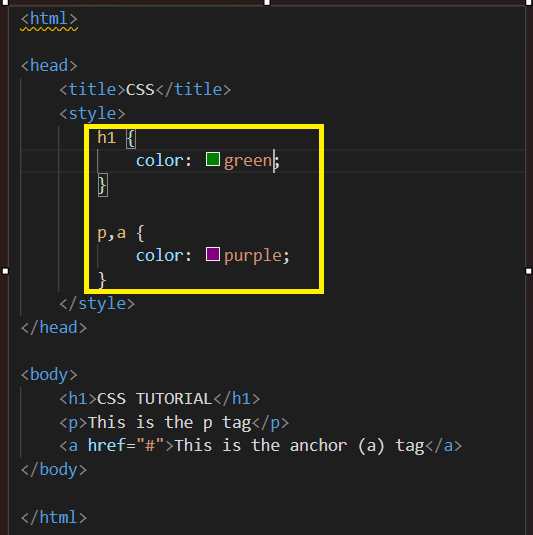 <html>
<head>
<title>CSS</title>
<style>
h1 {
color: green;
}
p,a {
color: purple;
}
</style>
</head>
<body>
<h1>CSS TUTORIAL</h1>
<p>This is the p tag</p>
<a href="#">This is the anchor (a) tag</a>
</body>
</html>